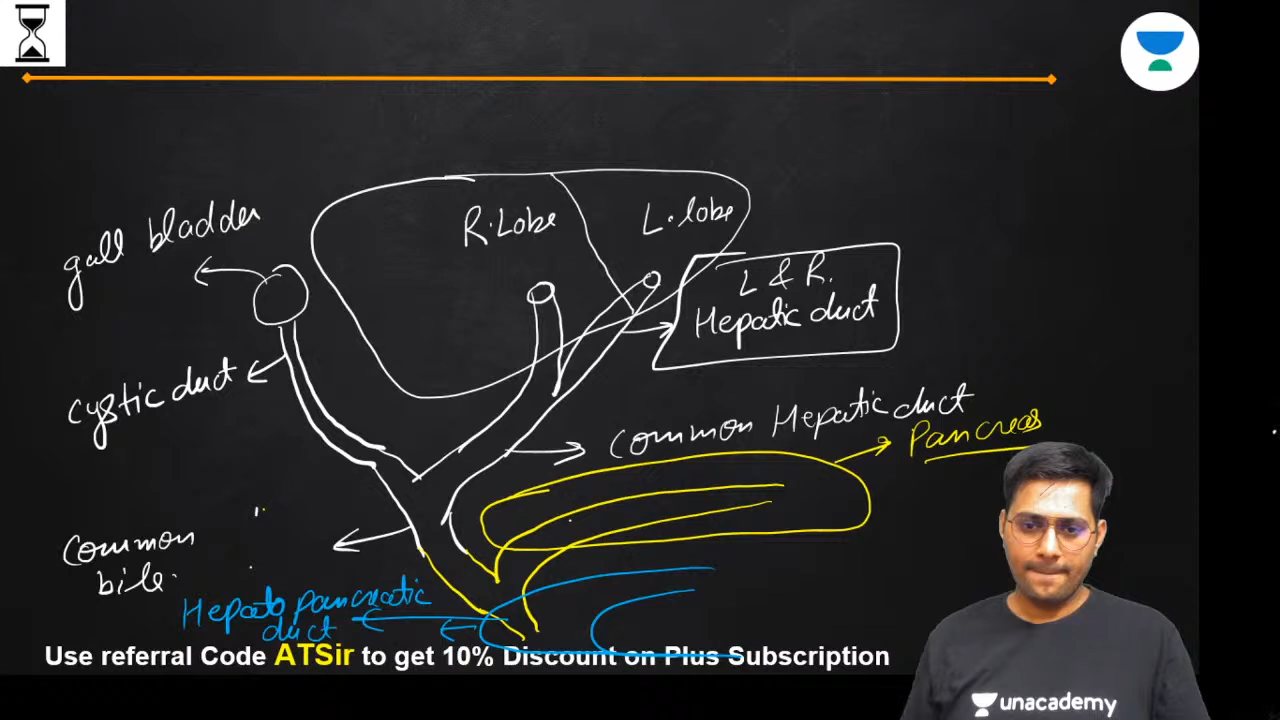 gall bladder
R.Lobe
L.lobe
L & R.
Hepatic duct
cystic duct
common Hepatic duct
Pancreas
common
bile.
Hepato pancreatic
duct
Use referral Code ATSir to get 10% Discount on Plus Subscription
unacademy